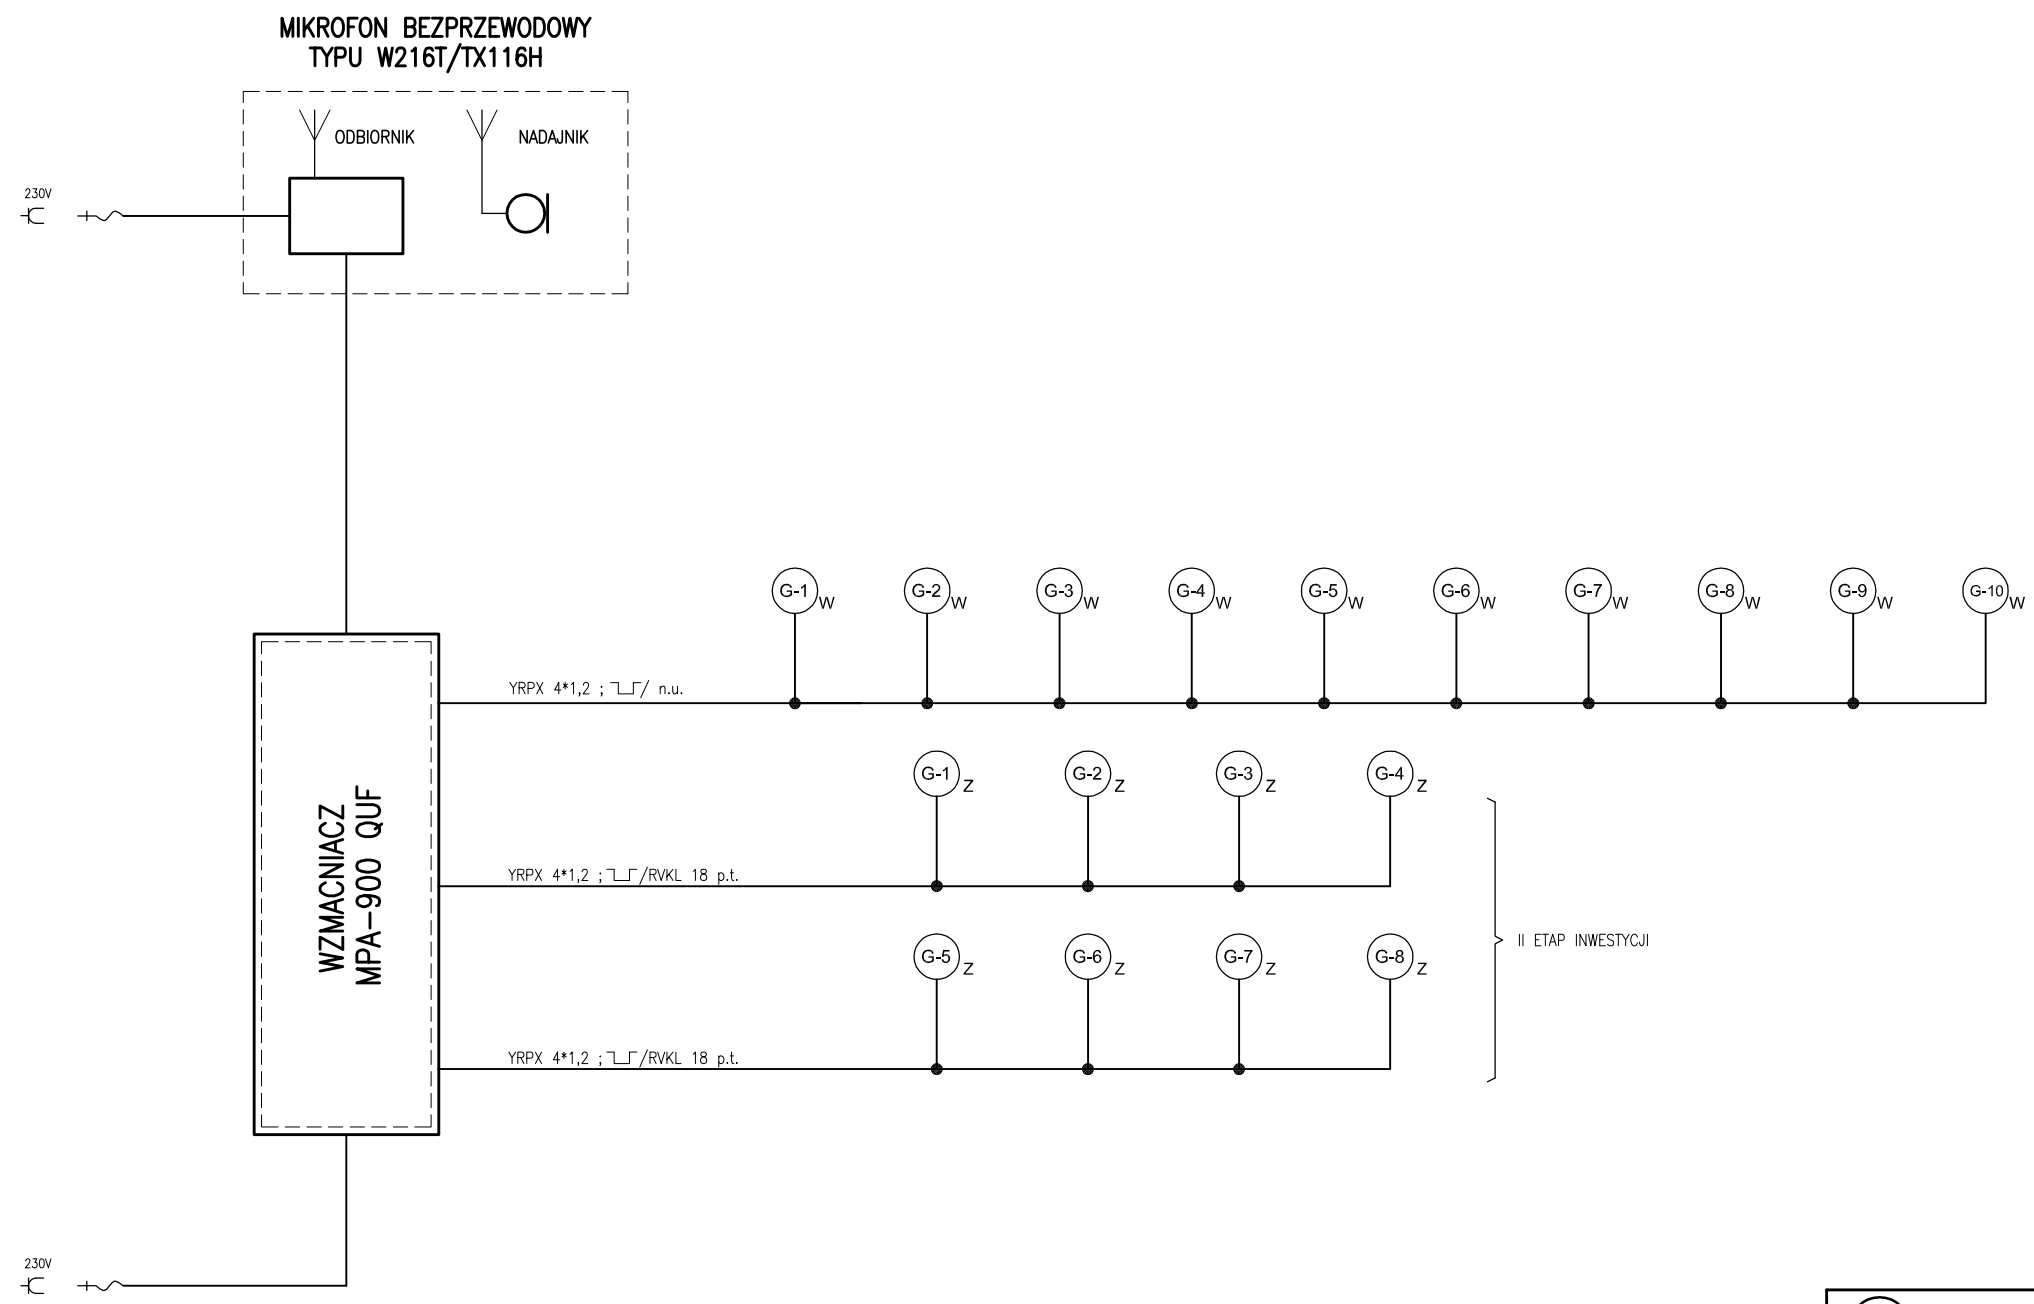 MIKROFON BEZPRZEWODOWY
TYPU W216T/TX116H
ODBIORNIK
NADAJNIK
230V
G-1 W
G-2 W
G-3 W
G-4 W
G-5 W
G-6 W
G-7 W
G-8 W
G-9 W
G-10 W
YRPX 4*1,2 ; / n.u.
G-1 Z
G-2 Z
G-3 Z
G-4 Z
WZMACNIACZ
MPA-900 QUF
YRPX 4*1,2 ; /RVKL 18 p.t.
II ETAP INWESTYCJI
G-5 Z
G-6 Z
G-7 Z
G-8 Z
YRPX 4*1,2 ; /RVKL 18 p.t.
230V